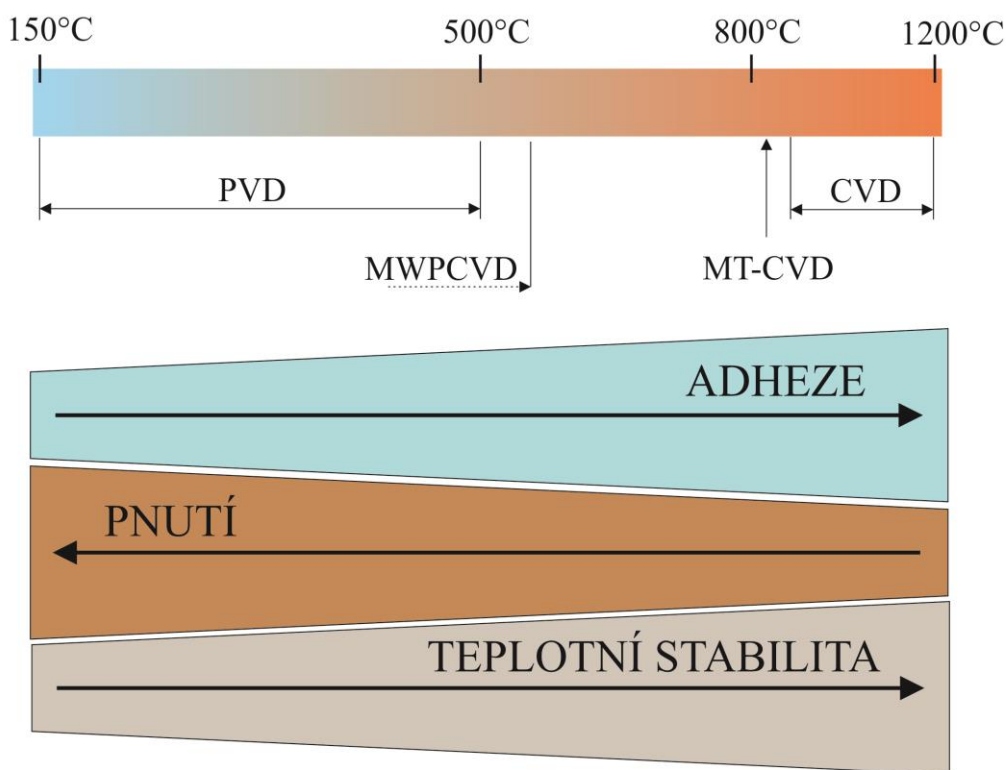 150°C 500°C 800°C 1200°C
PVD CVD
MWPCVD MT-CVD
ADHEZE
PNUTÍ
TEPLOTNÍ STABILITA